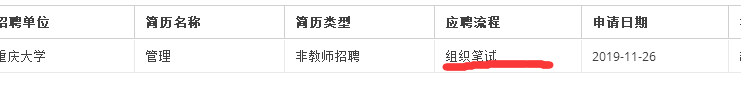 招聘单位 简历名称 简历类型 应聘流程 申请日期
重庆大学 管理 非教师招聘 组织笔试 2019-11-26